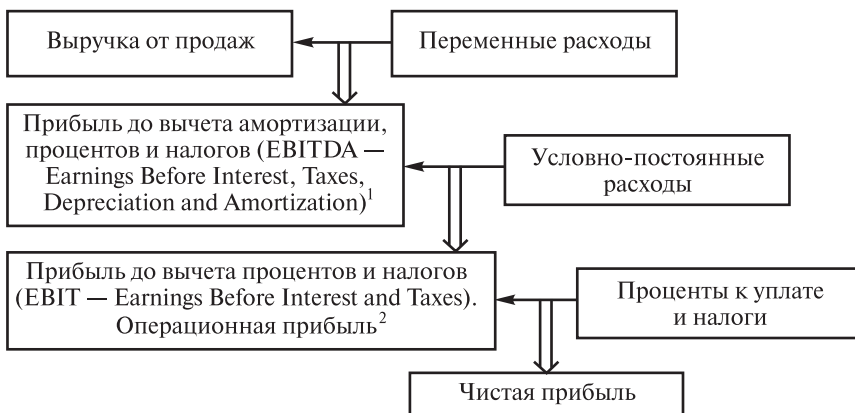 Выручка от продаж
Переменные расходы
Прибыль до вычета амортизации,
процентов и налогов (EBITDA —
Earnings Before Interest, Taxes,
Depreciation and Amortization)1
Условно-постоянные
расходы
Прибыль до вычета процентов и налогов
(EBIT — Earnings Before Interest and Taxes).
Операционная прибыль2
Проценты к уплате
и налоги
Чистая прибыль